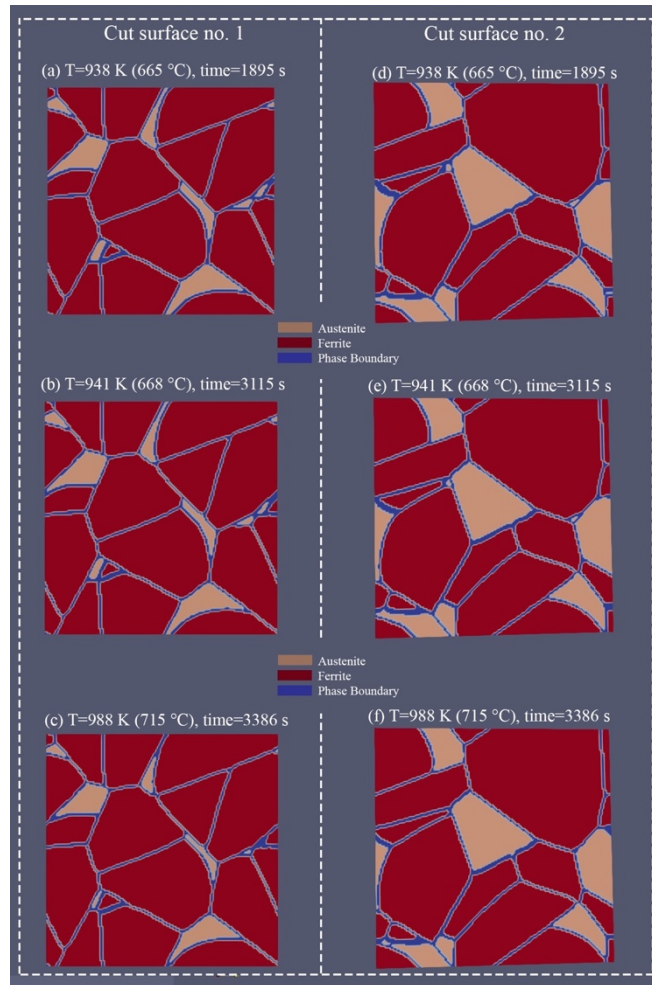 Cut surface no. 1
Cut surface no. 2
(a) T=938 K (665 °C), time=1895 s
(d) T=938 K (665 °C), time=1895 s
Austenite
Ferrite
Phase Boundary
(b) T=941 K (668 °C), time=3115 s
(e) T=941 K (668 °C), time=3115 s
Austenite
Ferrite
Phase Boundary
(c) T=988 K (715 °C), time=3386 s
(f) T=988 K (715 °C), time=3386 s